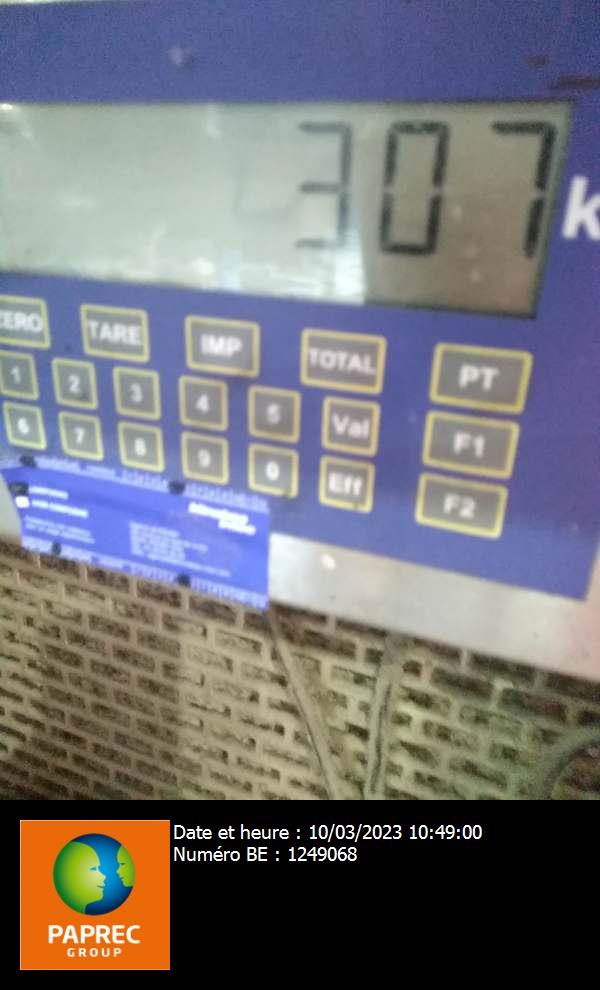 307
k
ZERO TARE IMP TOTAL PT
1 2 3 4 5 Val F1
6 7 8 9 0 Eff F2
Date et heure : 10/03/2023 10:49:00
Numéro BE : 1249068
PAPREC
GROUP